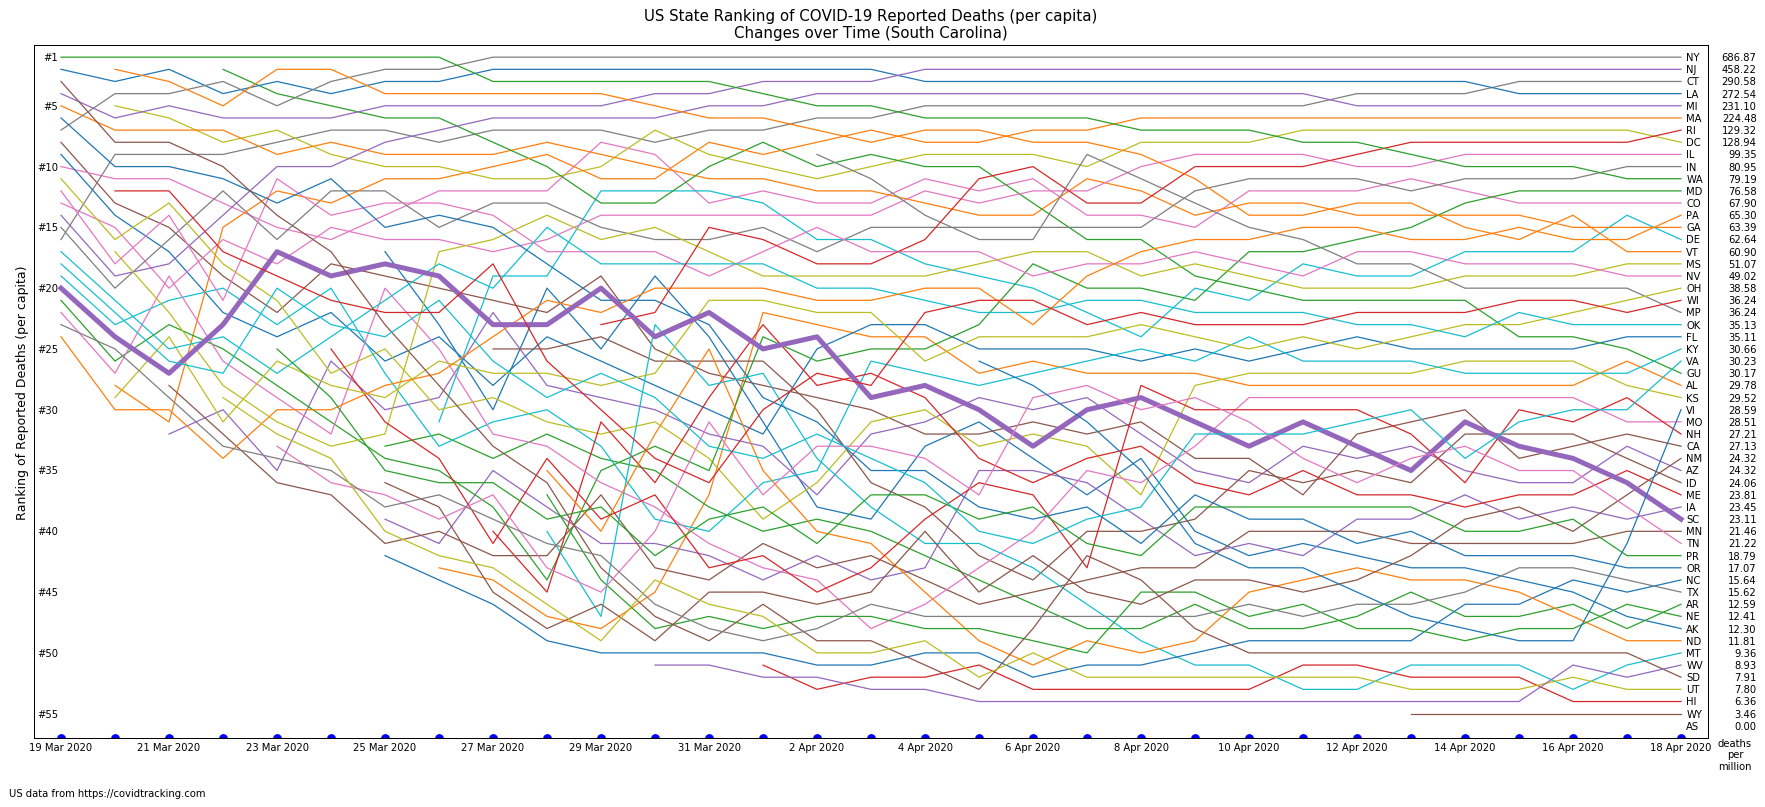 US State Ranking of COVID-19 Reported Deaths (per capita)
Changes over Time (South Carolina)
Ranking of Reported Deaths (per capita)
#1
#5
#10
#15
#20
#25
#30
#35
#40
#45
#50
#55
NY 686.87
NJ 458.22
CT 290.58
LA 272.54
MI 231.10
MA 224.48
RI 129.32
DC 128.94
IL 99.35
IN 80.95
WA 79.19
MD 76.58
CO 67.90
PA 65.30
GA 63.39
DE 62.64
VT 60.90
MS 51.07
NV 49.02
OH 38.58
WI 36.24
MP 36.24
OK 35.13
FL 35.11
KY 30.66
VA 30.23
GU 30.17
AL 29.78
KS 29.52
VI 28.59
MO 28.51
NH 27.21
CA 27.13
NM 24.32
AZ 24.32
ID 24.06
ME 23.81
IA 23.45
SC 23.11
MN 21.46
TN 21.22
PR 18.79
OR 17.07
NC 15.64
TX 15.62
AR 12.59
NE 12.41
AK 12.30
ND 11.81
MT 9.36
WV 8.93
SD 7.91
UT 7.80
HI 6.36
WY 3.46
AS 0.00
19 Mar 2020 21 Mar 2020 23 Mar 2020 25 Mar 2020 27 Mar 2020 29 Mar 2020 31 Mar 2020 2 Apr 2020 4 Apr 2020 6 Apr 2020 8 Apr 2020 10 Apr 2020 12 Apr 2020 14 Apr 2020 16 Apr 2020 18 Apr 2020
deaths
per
million
US data from https://covidtracking.com